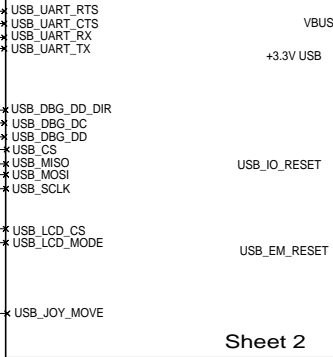 USB_UART_RTS
USB_UART_CTS
USB_UART_RX
USB_UART_TX
VBUS
+3.3V USB
USB_DBG_DD_DIR
USB_DBG_DC
USB_DBG_DD
USB_CS
USB_MISO
USB_MOSI
USB_SCLK
USB_IO_RESET
USB_LCD_CS
USB_LCD_MODE
USB_EM_RESET
USB_JOY_MOVE
Sheet 2